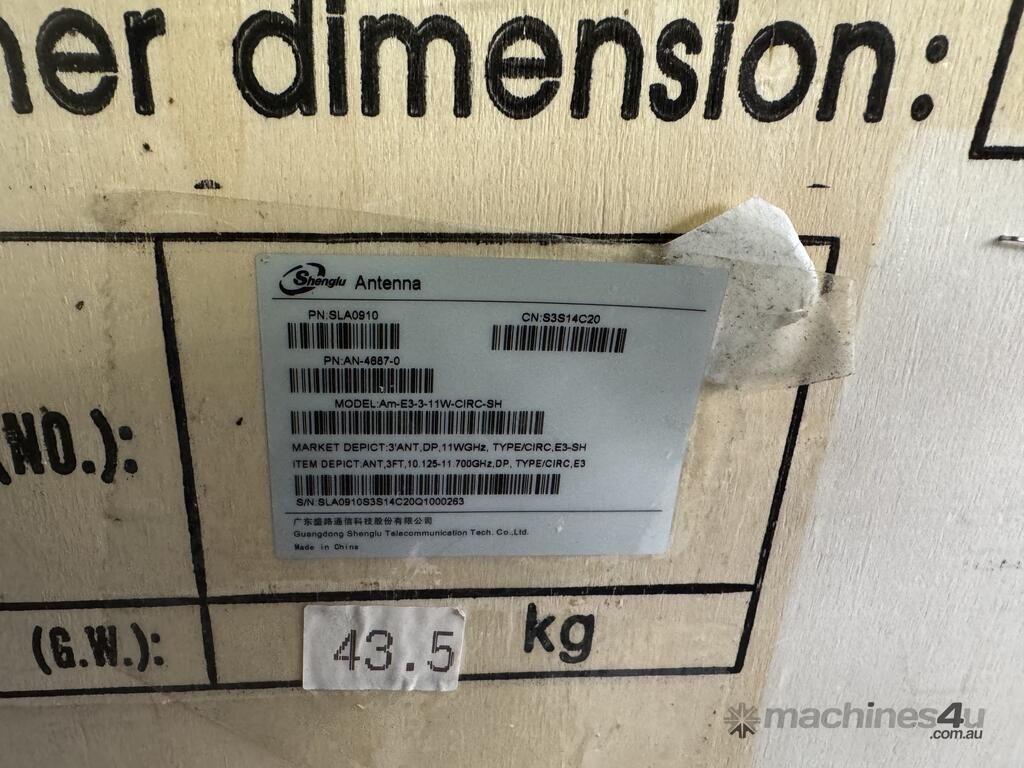 ner dimension:
Shenglu Antenna
PN:SLA0910
CN:S3S14C20
PN:AN-4687-0
MODEL:Am-E3-3-11W-CIRC-SH
(NO.):
MARKET DEPICT:3'ANT,DP,11WGHz, TYPE/CIRC,E3-SH
ITEM DEPICT:ANT,3FT,10.125-11.700GHz,DP, TYPE/CIRC,E3
S/N:SLA0910S3S14C20Q1000263
广东盛路通信科技股份有限公司
Guangdong Shenglu Telecommunication Tech. Co.,Ltd.
Made in China
(G.W.): 43.5 kg
machines4u
.com.au